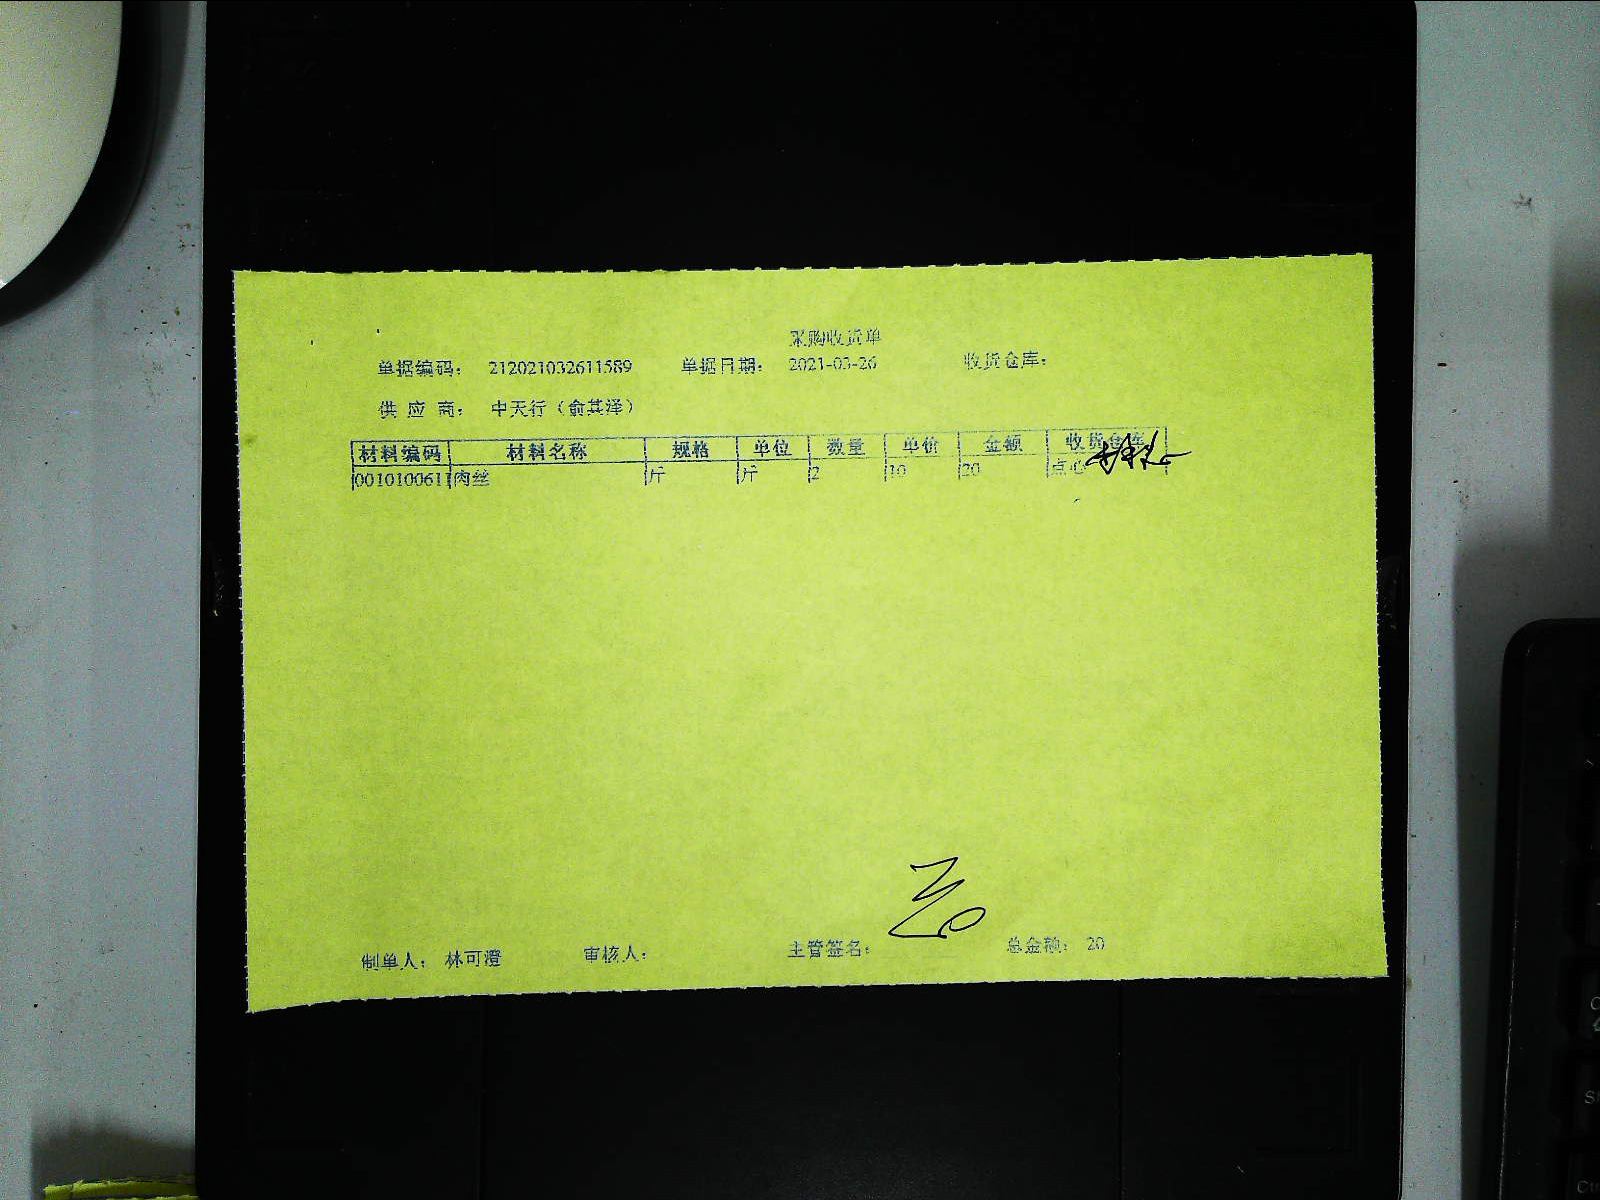 采购收货单
单据编码： 212021032611589 单据日期： 2021-03-26 收货仓库：
供 应 商： 中天行（俞其泽）
材料编码 材料名称 规格 单位 数量 单价 金额 收货仓库
0010100611 肉丝 斤 斤 2 10 20 点心
制单人： 林可澄 审核人： 主管签名： 总金额： 20